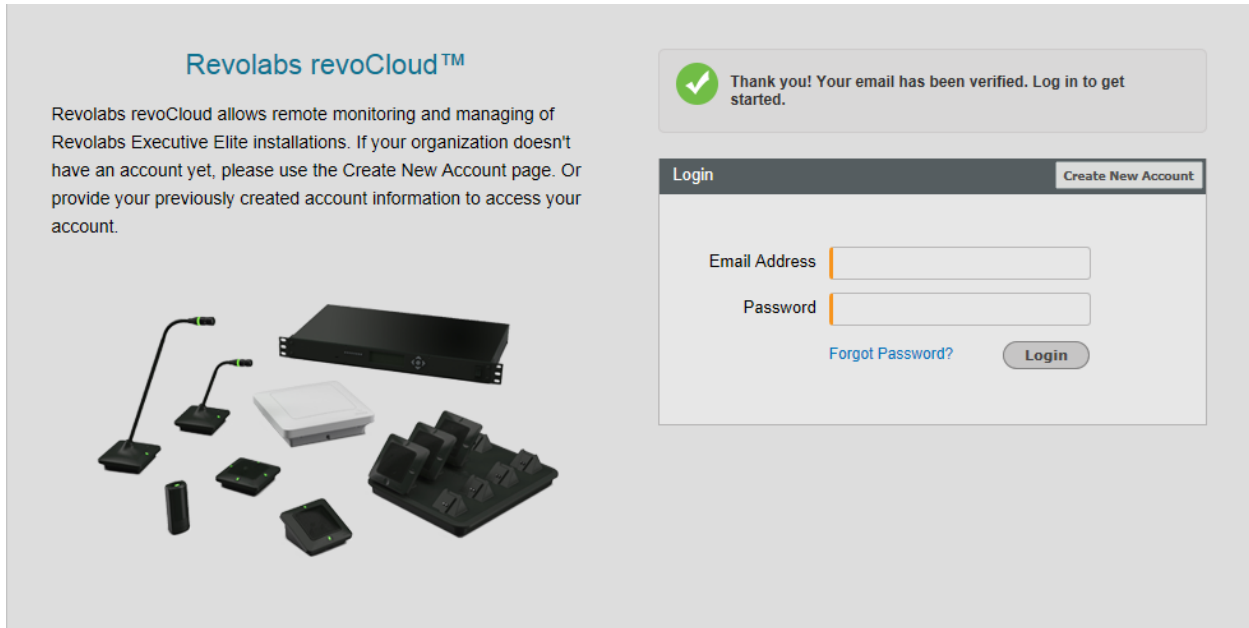 Revolabs revoCloud™
Revolabs revoCloud allows remote monitoring and managing of
Revolabs Executive Elite installations. If your organization doesn't
have an account yet, please use the Create New Account page. Or
provide your previously created account information to access your
account.
Thank you! Your email has been verified. Log in to get
started.
Login
Create New Account
Email Address
Password
Forgot Password?
Login